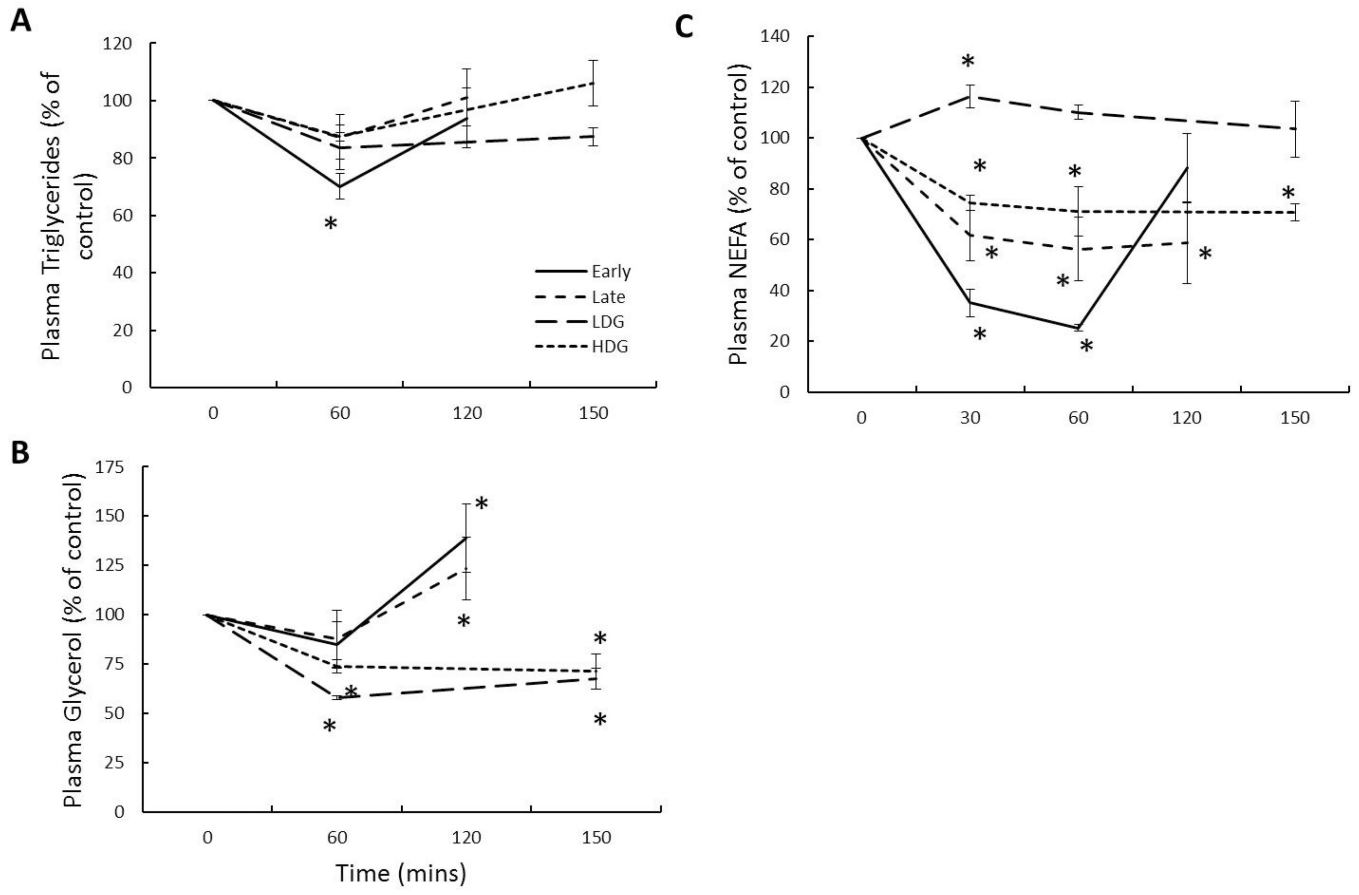 A
Plasma Triglycerides (% of
control)
120
100
80
60
40
20
0
*
Early
Late
LDG
HDG
0 60 120 150
B
Plasma Glycerol (% of control)
175
150
125
100
75
50
25
0
*
*
*
*
*
*
0 60 120 150
Time (mins)
C
Plasma NEFA (% of control)
140
120
100
80
60
40
20
0
*
*
*
*
*
*
*
*
*
0 30 60 120 150